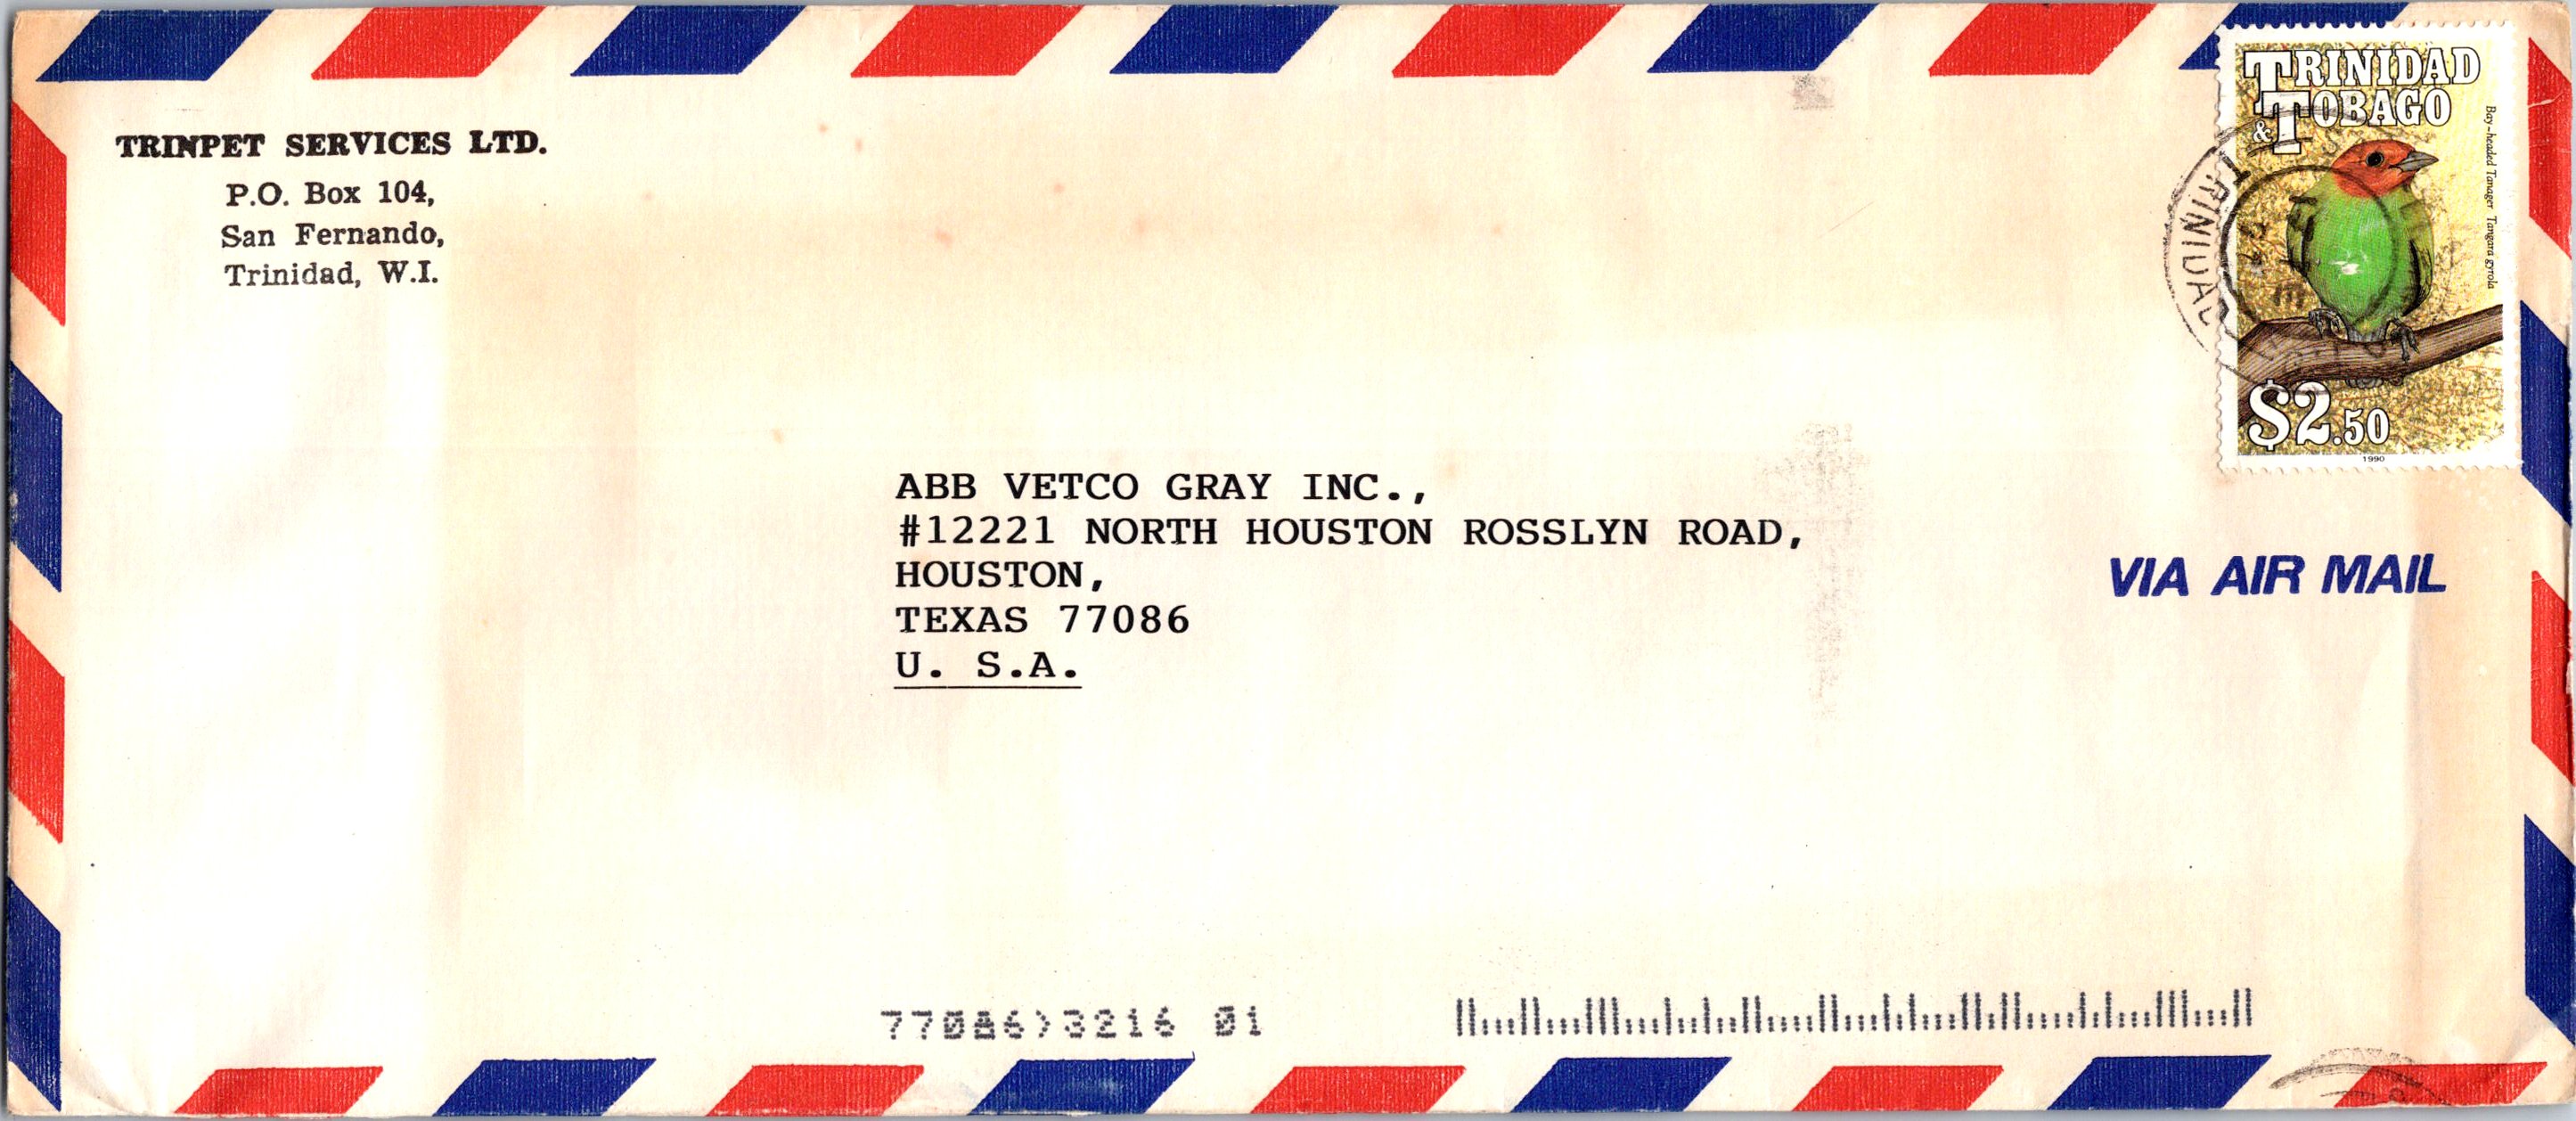 TRINPET SERVICES LTD.
P.O. Box 104,
San Fernando,
Trinidad, W.I.
TRINIDAD
& TOBAGO
Bay-headed Tanager Tangara gyrola
$2.50
1990
TRINIDAD
ABB VETCO GRAY INC.,
#12221 NORTH HOUSTON ROSSLYN ROAD,
HOUSTON,
TEXAS 77086
U. S.A.
VIA AIR MAIL
77086>3216 01